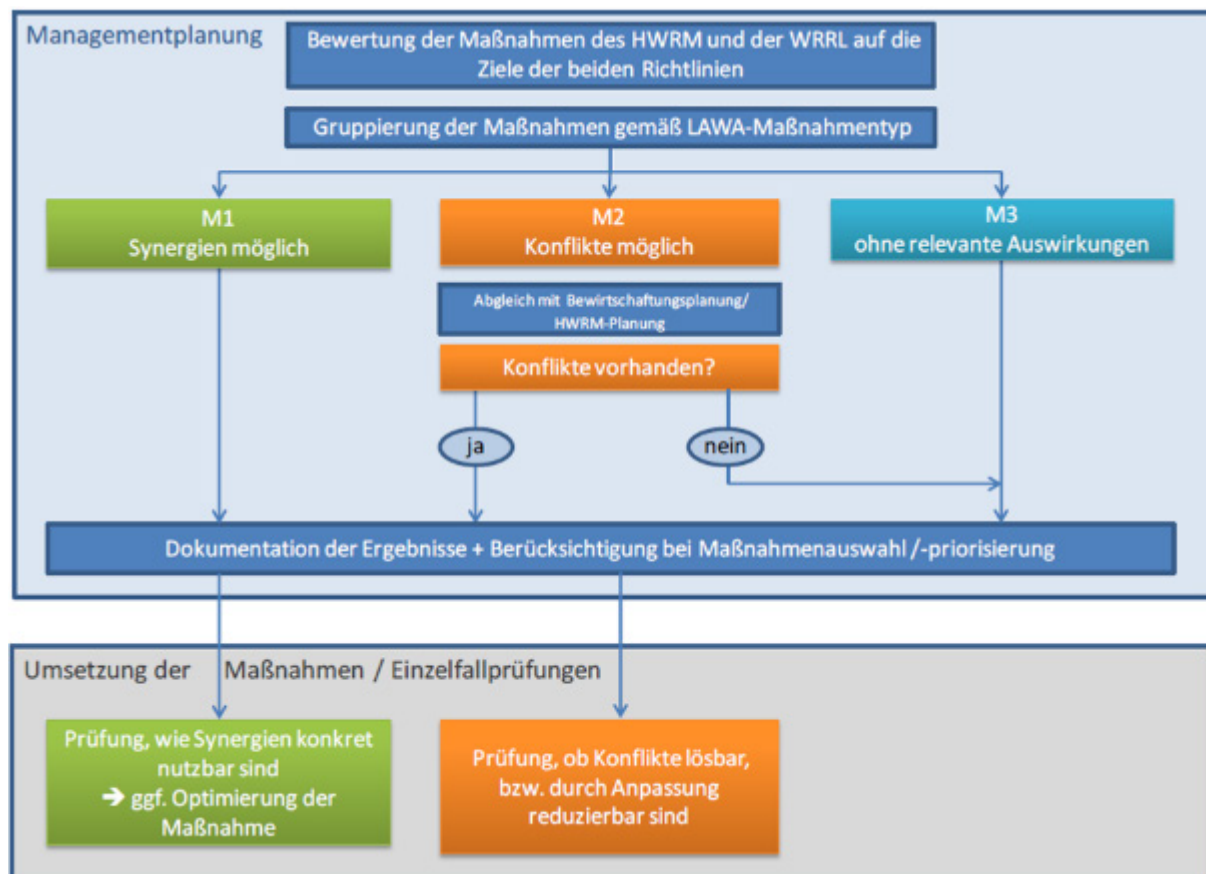 Managementplanung
Bewertung der Maßnahmen des HWRM und der WRRL auf die
Ziele der beiden Richtlinien
Gruppierung der Maßnahmen gemäß LAWA-Maßnahmentyp
M1
Synergien möglich
M2
Konflikte möglich
M3
ohne relevante Auswirkungen
Abgleich mit Bewirtschaftungsplanung/
HWRM-Planung
Konflikte vorhanden?
ja
nein
Dokumentation der Ergebnisse + Berücksichtigung bei Maßnahmenauswahl /-priorisierung
Umsetzung der Maßnahmen / Einzelfallprüfungen
Prüfung, wie Synergien konkret
nutzbar sind
➔ ggf. Optimierung der
Maßnahme
Prüfung, ob Konflikte lösbar,
bzw. durch Anpassung
reduzierbar sind